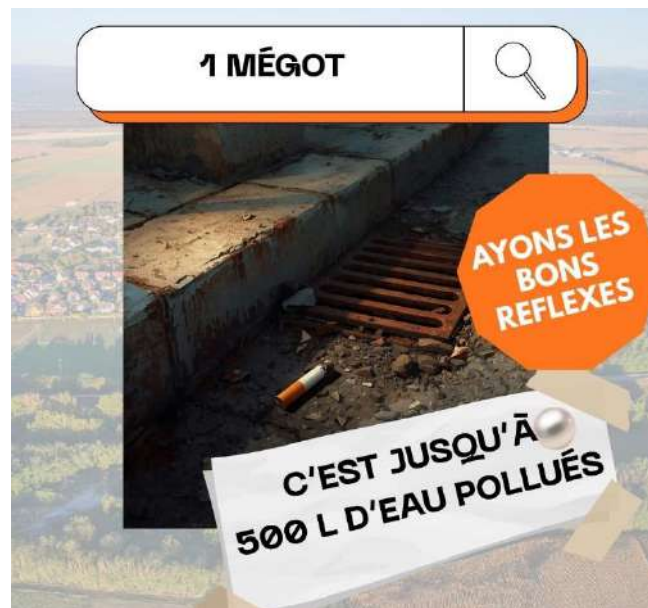 1 MÉGOT
AYONS LES
BONS
REFLEXES
C'EST JUSQU'À
500 L D'EAU POLLUÉS